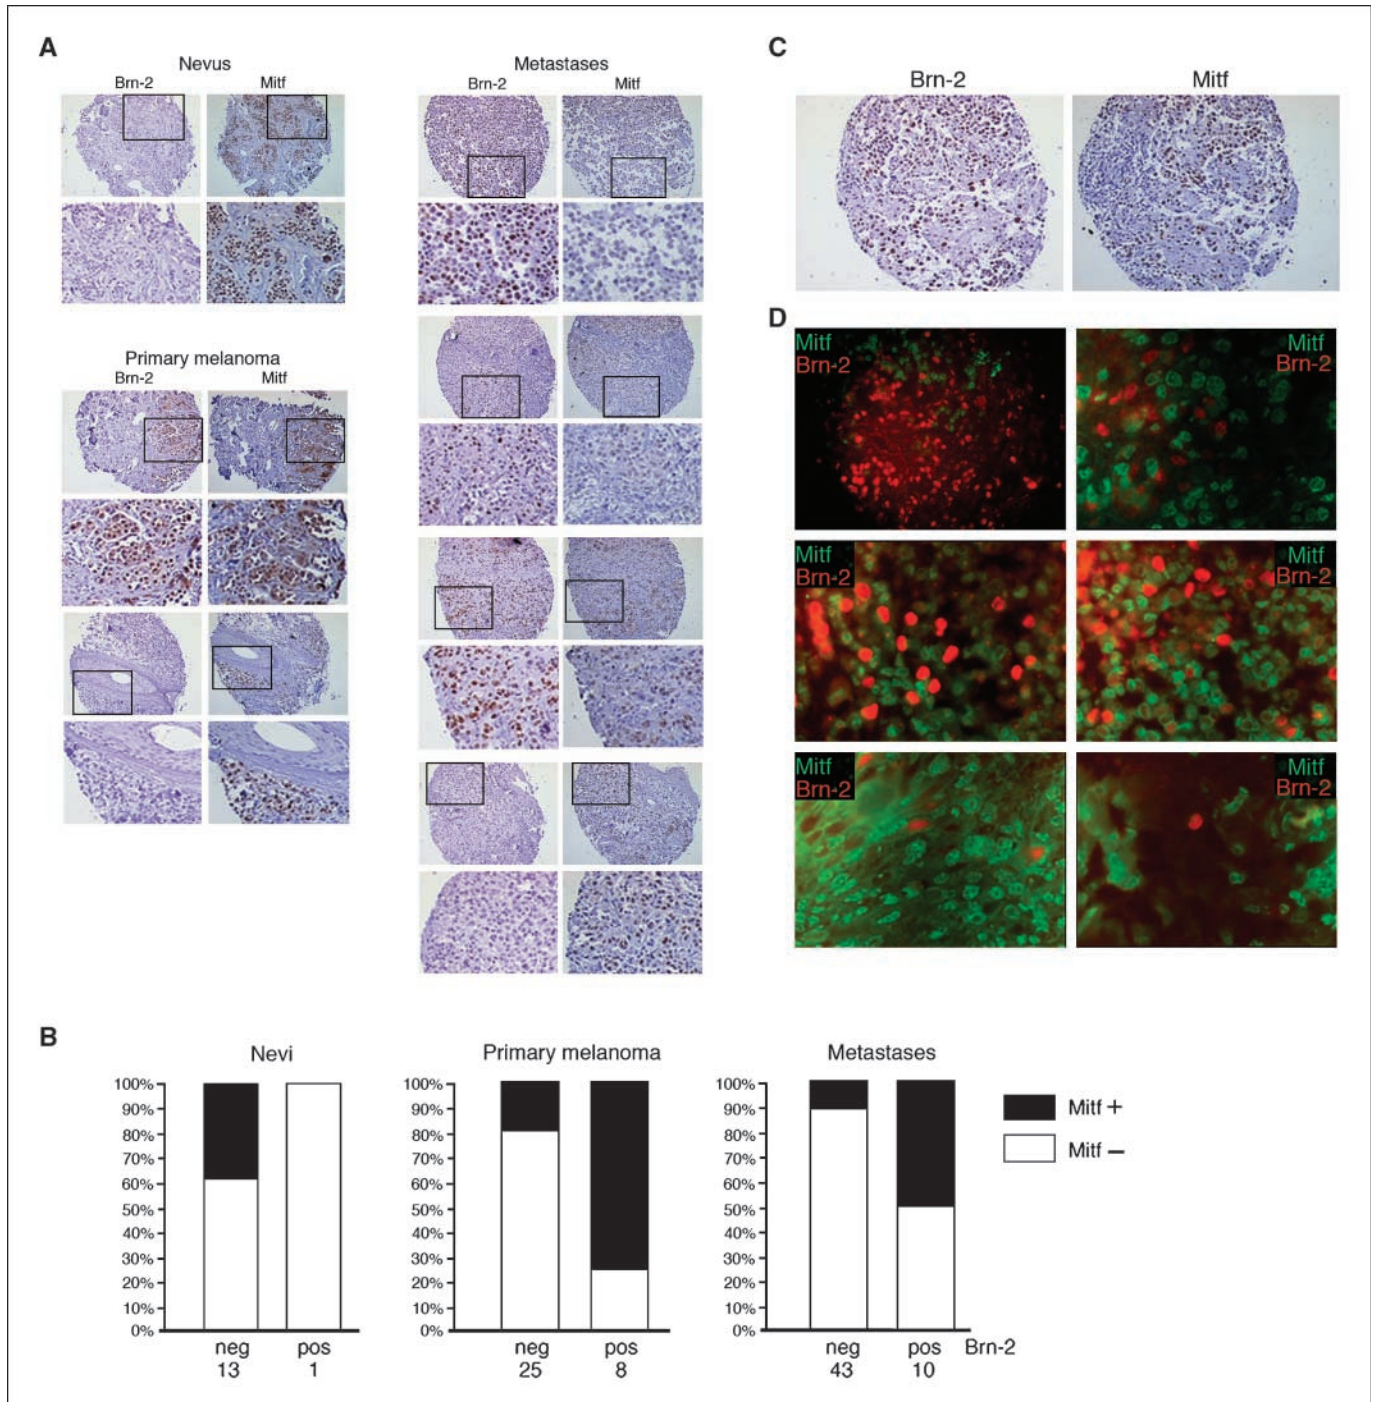 A
Nevus
Brn-2 Mitf
Primary melanoma
Brn-2 Mitf
Metastases
Brn-2 Mitf
C
Brn-2 Mitf
D
Mitf
Brn-2
Mitf
Brn-2
Mitf
Brn-2
Mitf
Brn-2
Mitf
Brn-2
Mitf
Brn-2
B
Nevi
100%
90%
80%
70%
60%
50%
40%
30%
20%
10%
0%
neg pos
13 1
Primary melanoma
100%
90%
80%
70%
60%
50%
40%
30%
20%
10%
0%
neg pos
25 8
Metastases
100%
90%
80%
70%
60%
50%
40%
30%
20%
10%
0%
neg pos Brn-2
43 10
Mitf +
Mitf −